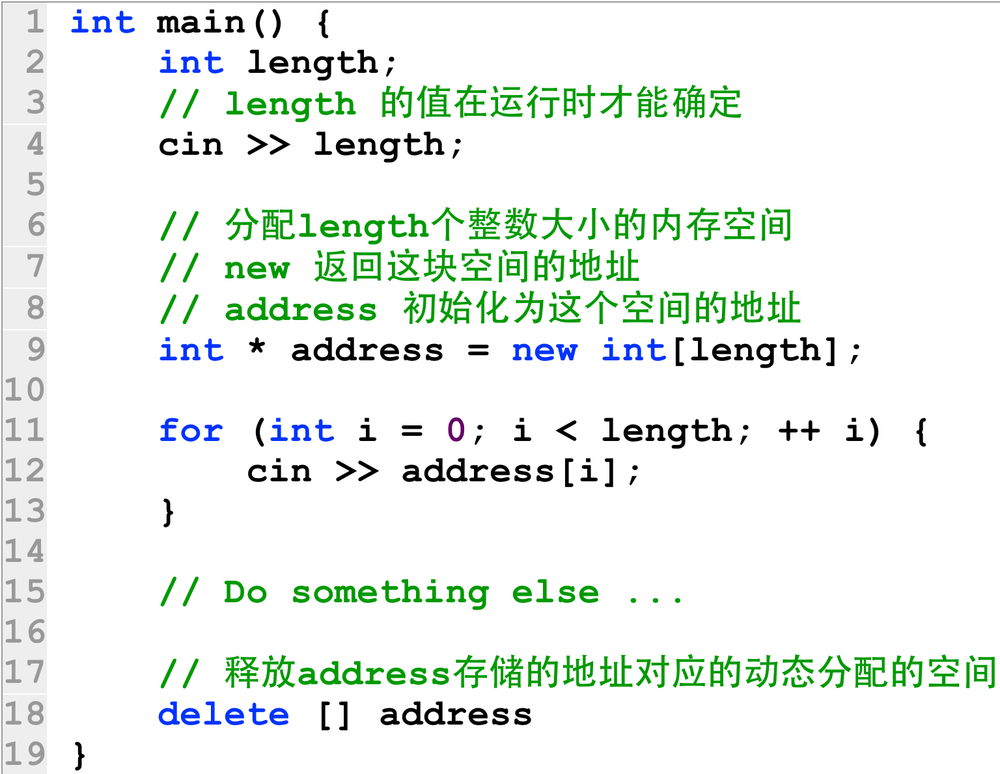 1 int main() {
2 int length;
3 // length 的值在运行时才能确定
4 cin >> length;
5
6 // 分配length个整数大小的内存空间
7 // new 返回这块空间的地址
8 // address 初始化为这个空间的地址
9 int * address = new int[length];
10
11 for (int i = 0; i < length; ++ i) {
12 cin >> address[i];
13 }
14
15 // Do something else ...
16
17 // 释放address存储的地址对应的动态分配的空间
18 delete [] address
19 }